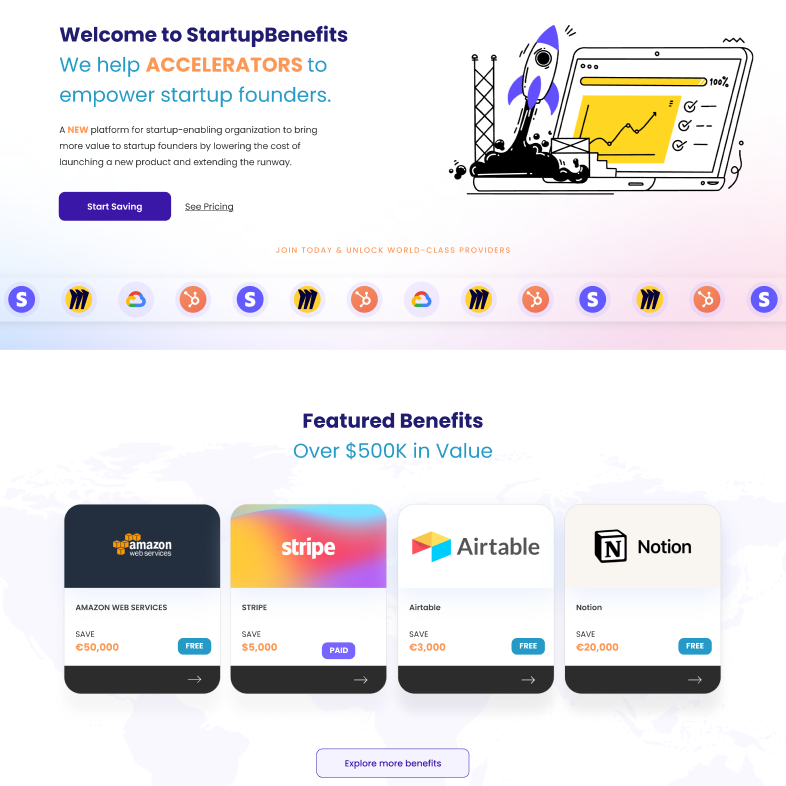 Welcome to StartupBenefits
We help ACCELERATORS to
empower startup founders.
A NEW platform for startup-enabling organization to bring
more value to startup founders by lowering the cost of
launching a new product and extending the runway.
Start Saving
See Pricing
100%
JOIN TODAY & UNLOCK WORLD-CLASS PROVIDERS
S
S
S
S
Featured Benefits
Over $500K in Value
amazon
web services
stripe
Airtable
N Notion
AMAZON WEB SERVICES
SAVE
€50,000
FREE
STRIPE
SAVE
$5,000
PAID
Airtable
SAVE
€3,000
FREE
Notion
SAVE
€20,000
FREE
Explore more benefits